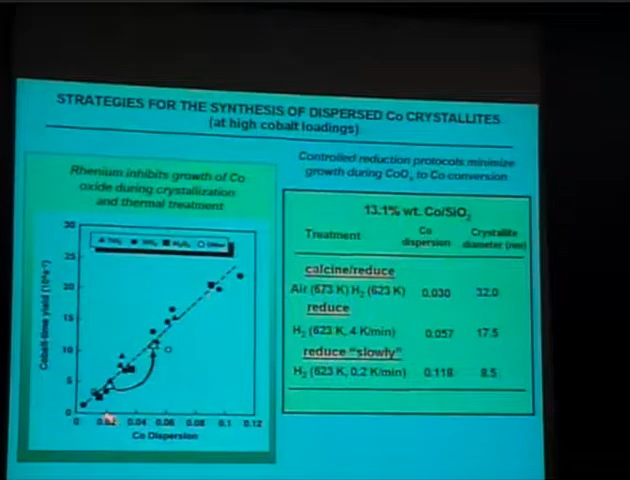 STRATEGIES FOR THE SYNTHESIS OF DISPERSED Co CRYSTALLITES
(at high cobalt loadings)
Rhenium inhibits growth of Co
oxide during crystallization
and thermal treatment
30
25
20
15
10
5
0
0 0.02 0.04 0.06 0.08 0.1 0.12
Co Dispersion
Controlled reduction protocols minimize
growth during CoOₓ to Co conversion
13.1% wt. Co/SiO₂
Treatment Co dispersion Crystallite diameter (nm)
calcine/reduce
Air (673 K) H₂ (623 K) 0.030 32.0
reduce
H₂ (623 K, 4 K/min) 0.057 17.5
reduce "slowly"
H₂ (623 K, 0.2 K/min) 8.5